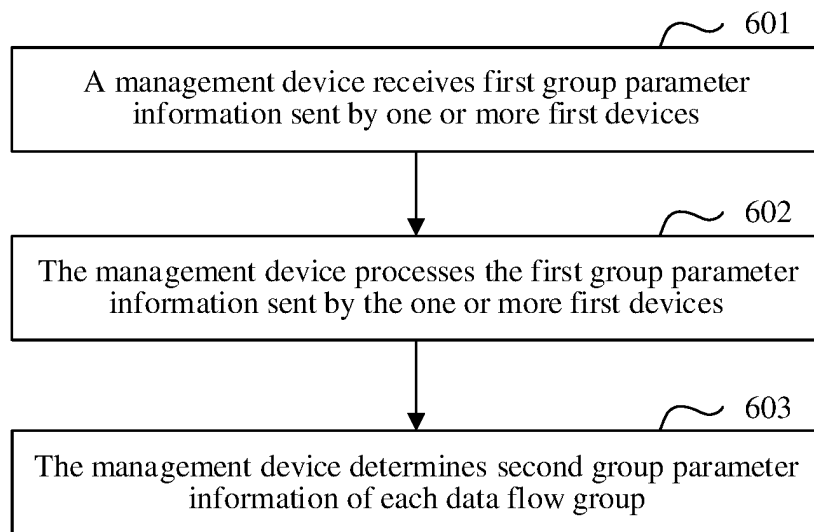 601
A management device receives first group parameter
information sent by one or more first devices
602
The management device processes the first group parameter
information sent by the one or more first devices
603
The management device determines second group parameter
information of each data flow group